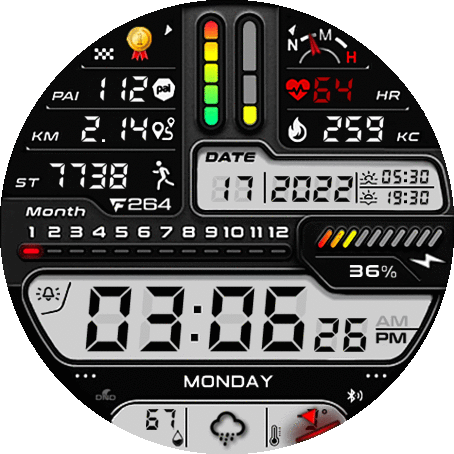 N M H
PAI 112 pai
64 HR
KM 2.14
259 KC
DATE
ST 7738
17 2022 05:30
19:30
264
Month
1 2 3 4 5 6 7 8 9 10 11 12
36%
03:06 26 AM
PM
MONDAY
DND
67